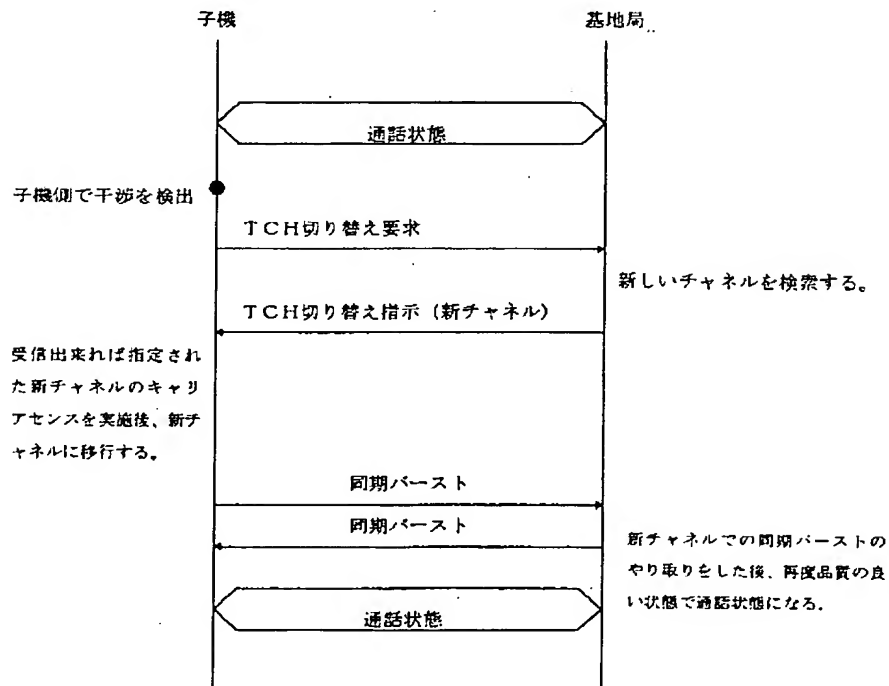 子機
基地局
通話状態
子機側で干渉を検出
TCH切り替え要求
新しいチャネルを検索する。
TCH切り替え指示(新チャネル)
受信出来れば指定され
た新チャネルのキャリ
アセンスを実施後、新チ
ャネルに移行する。
同期バースト
同期バースト
新チャネルでの同期バーストの
やり取りをした後、再度品質の良
い状態で通話状態になる.
通話状態